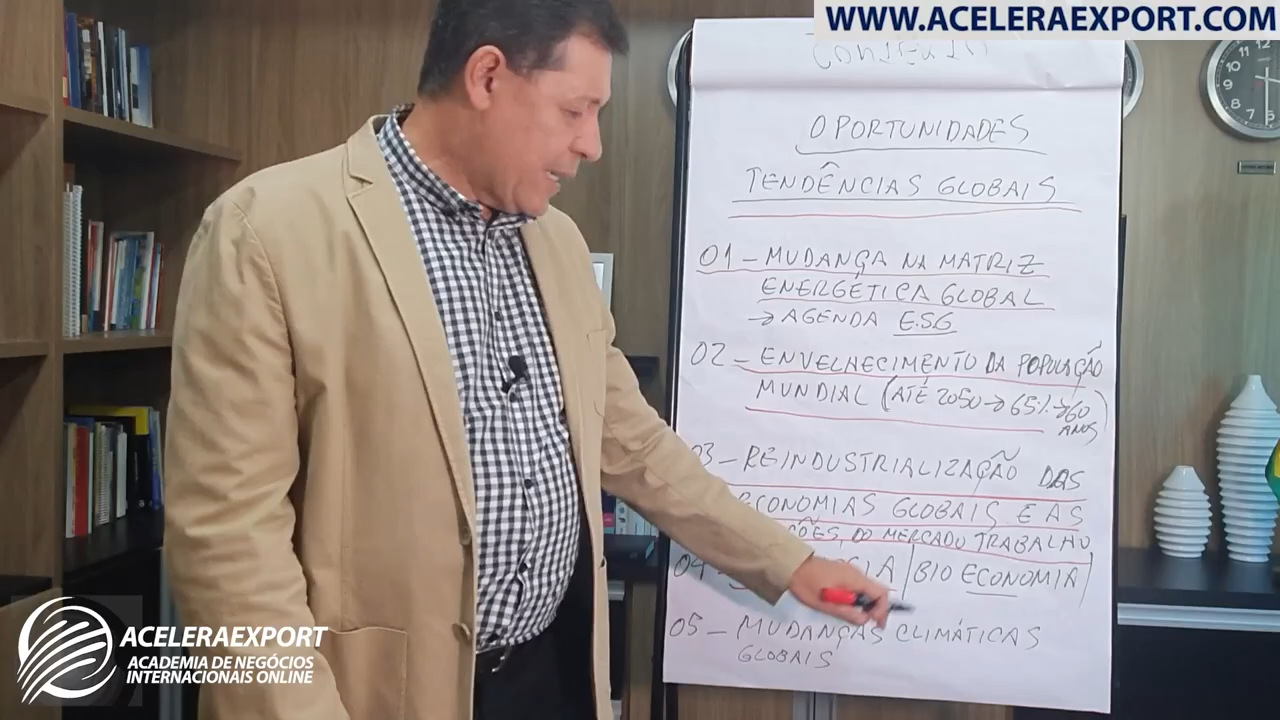 WWW.ACELERAEXPORT.COM
OPORTUNIDADES
TENDÊNCIAS GLOBAIS
01 - MUDANÇA NA MATRIZ
ENERGÉTICA GLOBAL
→ AGENDA E.S.G
02 - ENVELHECIMENTO DA POPULAÇÃO
MUNDIAL (ATÉ 2050 → 65% → 60
ANOS)
03 - REINDUSTRIALIZAÇÃO DAS
ECONOMIAS GLOBAIS E AS
DO MERCADO TRABALHO
04 - | BIO ECONOMIA |
05 - MUDANÇAS CLIMÁTICAS
GLOBAIS
ACELERAEXPORT
ACADEMIA DE NEGÓCIOS
INTERNACIONAIS ONLINE